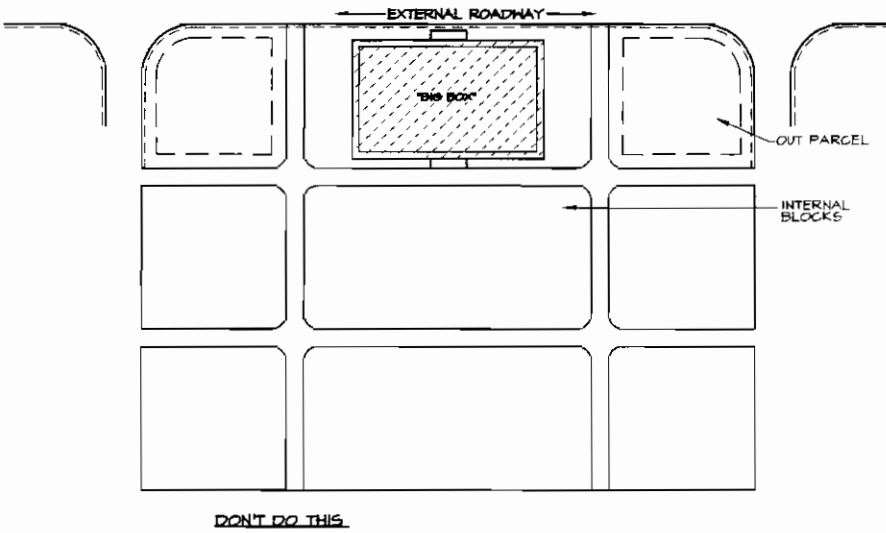 EXTERNAL ROADWAY
"BIG BOX"
OUT PARCEL
INTERNAL
BLOCKS
DON'T DO THIS